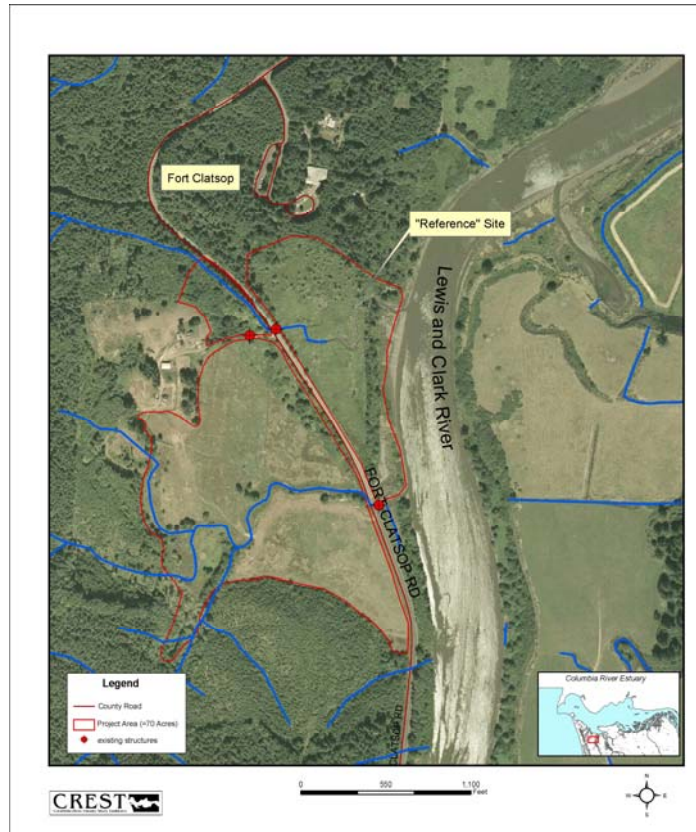 Fort Clatsop
"Reference" Site
Lewis and Clark River
FORT CLATSOP RD
Legend
County Road
Project Area (≈70 Acres)
existing structures
Columbia River Estuary
CREST
0 550 1,100
Feet
N
W E
S